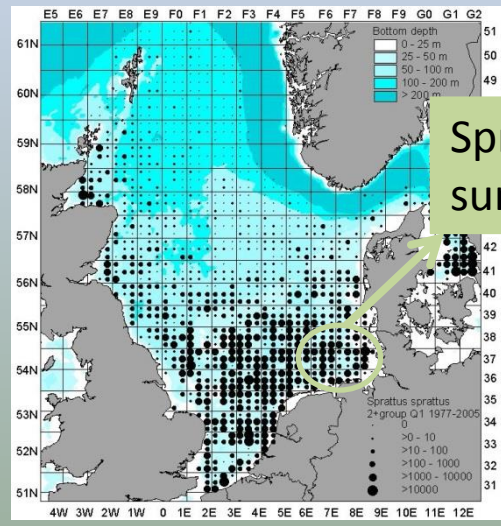 E5 E6 E7 E8 E9 F0 F1 F2 F3 F4 F5 F6 F7 F8 F9 G0 G1 G2
61N
60N
59N
58N
57N
56N
55N
54N
53N
52N
51N
51
50
49
42
41
40
39
38
37
36
35
34
33
32
31
Bottom depth
0 - 25 m
25 - 50 m
50 - 100 m
100 - 200 m
> 200 m
Spr
sur
Sprattus sprattus
2+group Q1 1977-2005
0
>0 - 10
>10 - 100
>100 - 1000
>1000 - 10000
>10000
4W 3W 2W 1W 0 1E 2E 3E 4E 5E 6E 7E 8E 9E 10E 11E 12E